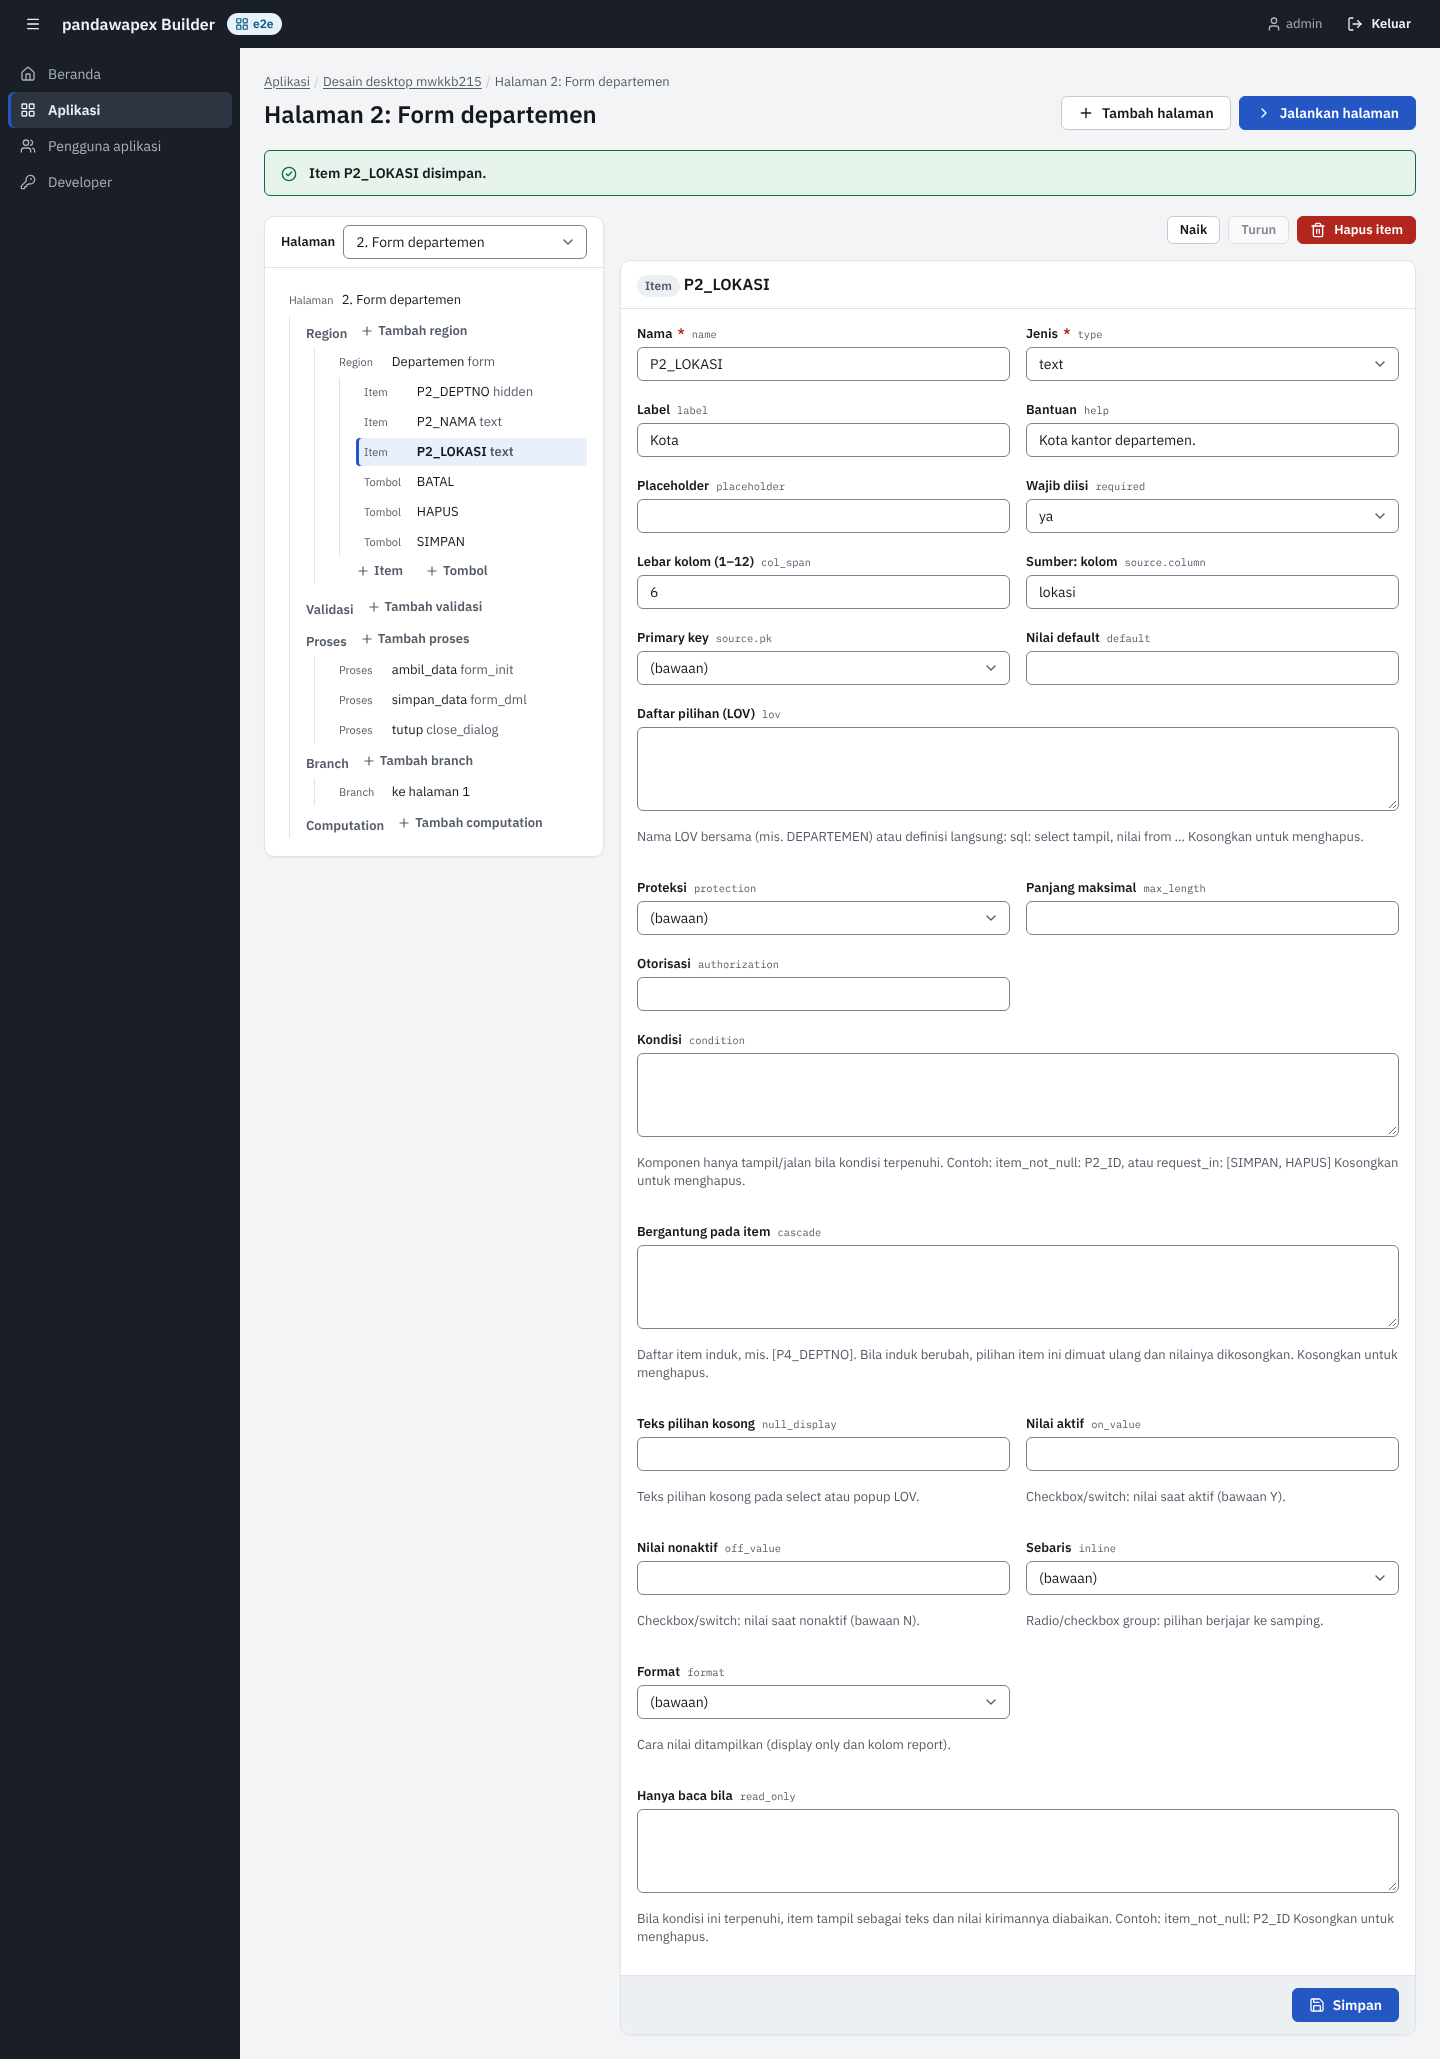 pandawapex Builder e2e admin Keluar
Beranda
Aplikasi
Pengguna aplikasi
Developer
Aplikasi / Desain desktop mwkkb215 / Halaman 2: Form departemen
Halaman 2: Form departemen
Tambah halaman Jalankan halaman
Item P2_LOKASI disimpan.
Halaman 2. Form departemen
Halaman 2. Form departemen
Region + Tambah region
Region Departemen form
Item P2_DEPTNO hidden
Item P2_NAMA text
Item P2_LOKASI text
Tombol BATAL
Tombol HAPUS
Tombol SIMPAN
+ Item + Tombol
Validasi + Tambah validasi
Proses + Tambah proses
Proses ambil_data form_init
Proses simpan_data form_dml
Proses tutup close_dialog
Branch + Tambah branch
Branch ke halaman 1
Computation + Tambah computation
Naik Turun Hapus item
Item P2_LOKASI
Nama * name Jenis * type
P2_LOKASI text
Label label Bantuan help
Kota Kota kantor departemen.
Placeholder placeholder Wajib diisi required
ya
Lebar kolom (1–12) col_span Sumber: kolom source.column
6 lokasi
Primary key source.pk Nilai default default
(bawaan)
Daftar pilihan (LOV) lov
Nama LOV bersama (mis. DEPARTEMEN) atau definisi langsung: sql: select tampil, nilai from … Kosongkan untuk menghapus.
Proteksi protection Panjang maksimal max_length
(bawaan)
Otorisasi authorization
Kondisi condition
Komponen hanya tampil/jalan bila kondisi terpenuhi. Contoh: item_not_null: P2_ID, atau request_in: [SIMPAN, HAPUS] Kosongkan
untuk menghapus.
Bergantung pada item cascade
Daftar item induk, mis. [P4_DEPTNO]. Bila induk berubah, pilihan item ini dimuat ulang dan nilainya dikosongkan. Kosongkan untuk
menghapus.
Teks pilihan kosong null_display Nilai aktif on_value
Teks pilihan kosong pada select atau popup LOV. Checkbox/switch: nilai saat aktif (bawaan Y).
Nilai nonaktif off_value Sebaris inline
(bawaan)
Checkbox/switch: nilai saat nonaktif (bawaan N). Radio/checkbox group: pilihan berjajar ke samping.
Format format
(bawaan)
Cara nilai ditampilkan (display only dan kolom report).
Hanya baca bila read_only
Bila kondisi ini terpenuhi, item tampil sebagai teks dan nilai kirimannya diabaikan. Contoh: item_not_null: P2_ID Kosongkan untuk
menghapus.
Simpan